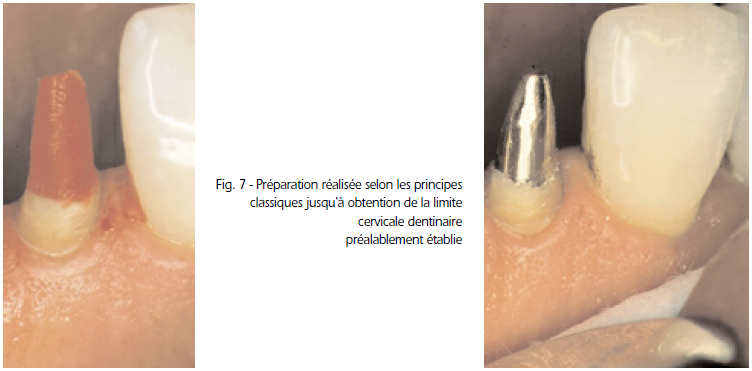 Fig. 7 - Préparation réalisée selon les principes
classiques jusqu'à obtention de la limite
cervicale dentinaire
préalablement établie